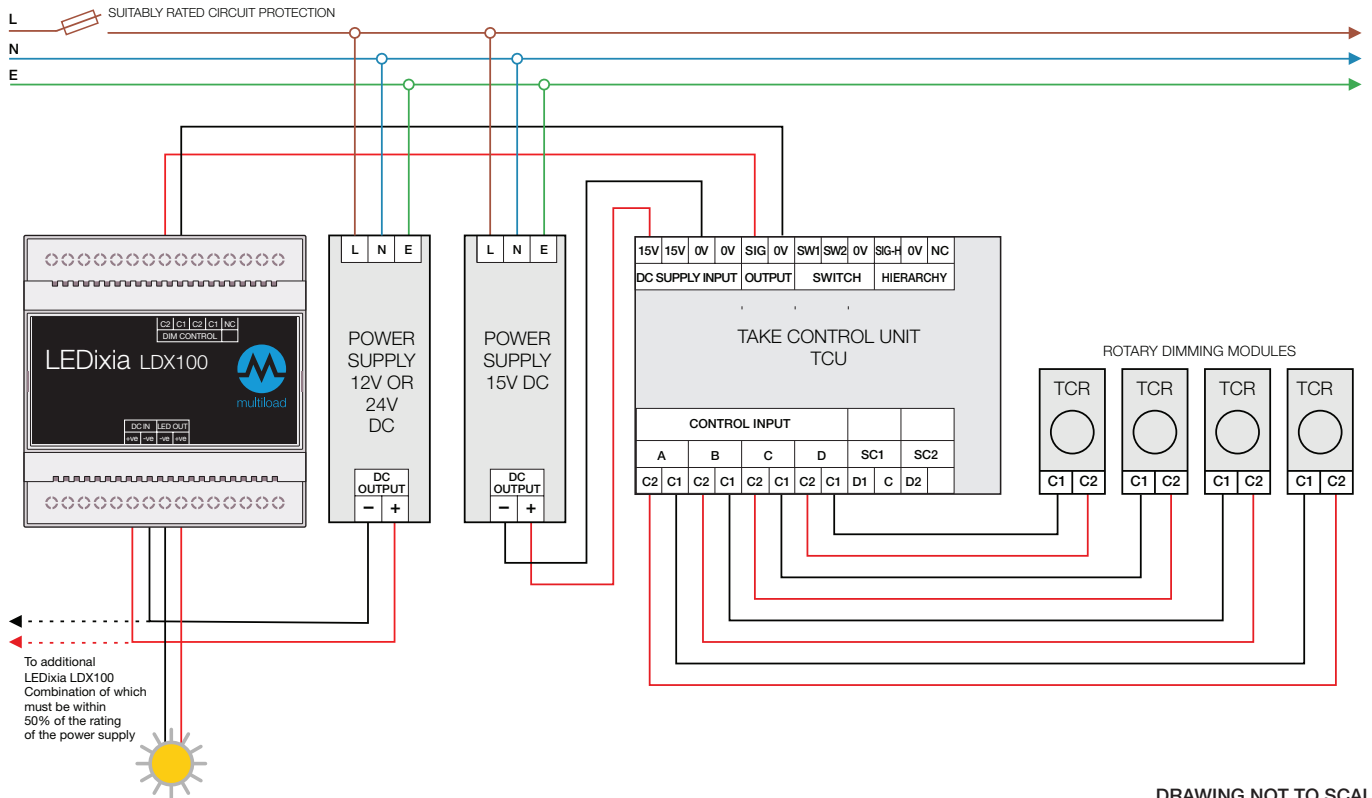 L
SUITABLY RATED CIRCUIT PROTECTION
N
E
15V 15V 0V 0V SIG 0V SW1 SW2 0V SIG-H 0V NC
DC SUPPLY INPUT OUTPUT SWITCH HIERARCHY
TAKE CONTROL UNIT
TCU
CONTROL INPUT
A B C D SC1 SC2
C2 C1 C2 C1 C2 C1 C2 C1 D1 C D2
L N E
POWER
SUPPLY
12V OR
24V
DC
DC
OUTPUT
− +
L N E
POWER
SUPPLY
15V DC
DC
OUTPUT
− +
C2 C1 C2 C1 NC
DIM CONTROL
LEDixia LDX100
multiload
DC IN LED OUT
+ve -ve -ve +ve
ROTARY DIMMING MODULES
TCR TCR TCR TCR
C1 C2 C1 C2 C1 C2 C1 C2
To additional
LEDixia LDX100
Combination of which
must be within
50% of the rating
of the power supply
DRAWING NOT TO